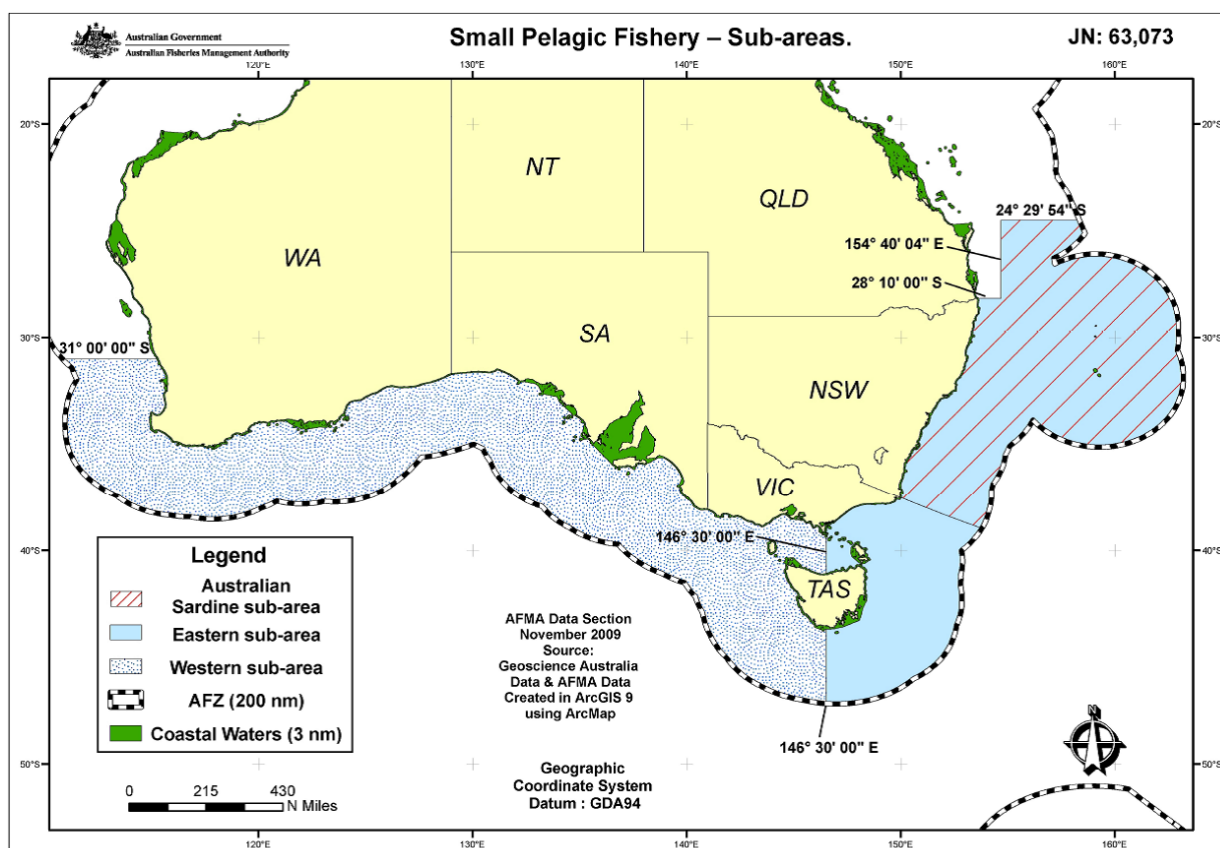 Australian Government
Australian Fisheries Management Authority
Small Pelagic Fishery – Sub-areas.
JN: 63,073
120°E
130°E
140°E
150°E
160°E
20°S
20°S
NT
QLD
WA
24° 29' 54" S
154° 40' 04" E
28° 10' 00" S
30°S
30°S
SA
31° 00' 00" S
NSW
VIC
146° 30' 00" E
40°S
40°S
TAS
Legend
Australian
Sardine sub-area
Eastern sub-area
Western sub-area
AFZ (200 nm)
Coastal Waters (3 nm)
AFMA Data Section
November 2009
Source:
Geoscience Australia
Data & AFMA Data
Created in ArcGIS 9
using ArcMap
146° 30' 00" E
N
50°S
50°S
Geographic
Coordinate System
Datum : GDA94
0 215 430
N Miles
120°E
130°E
140°E
150°E
160°E